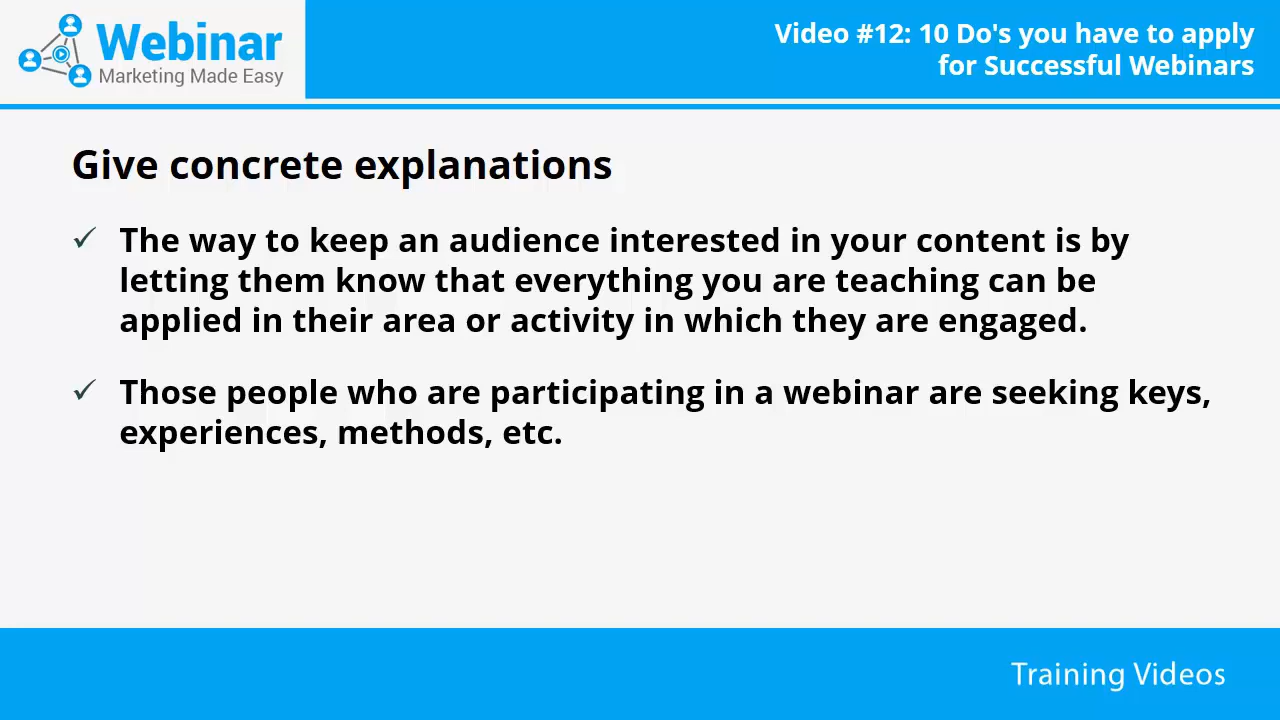 Webinar
Marketing Made Easy
Video #12: 10 Do's you have to apply
for Successful Webinars
Give concrete explanations
✓ The way to keep an audience interested in your content is by
letting them know that everything you are teaching can be
applied in their area or activity in which they are engaged.
✓ Those people who are participating in a webinar are seeking keys,
experiences, methods, etc.
Training Videos